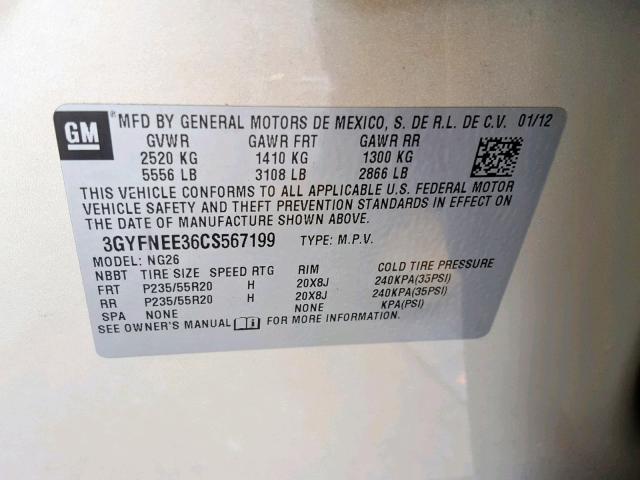 GM
MFD BY GENERAL MOTORS DE MEXICO, S. DE R.L. DE C.V. 01/12
GVWR GAWR FRT GAWR RR
2520 KG 1410 KG 1300 KG
5556 LB 3108 LB 2866 LB
THIS VEHICLE CONFORMS TO ALL APPLICABLE U.S. FEDERAL MOTOR
VEHICLE SAFETY AND THEFT PREVENTION STANDARDS IN EFFECT ON
THE DATE OF MANUFACTURE SHOWN ABOVE.
3GYFNEE36CS567199 TYPE: M.P.V.
MODEL: NG26
NBBT TIRE SIZE SPEED RTG RIM COLD TIRE PRESSURE
FRT P235/55R20 H 20X8J 240KPA(35PSI)
RR P235/55R20 H 20X8J 240KPA(35PSI)
SPA NONE NONE KPA(PSI)
SEE OWNER'S MANUAL FOR MORE INFORMATION.